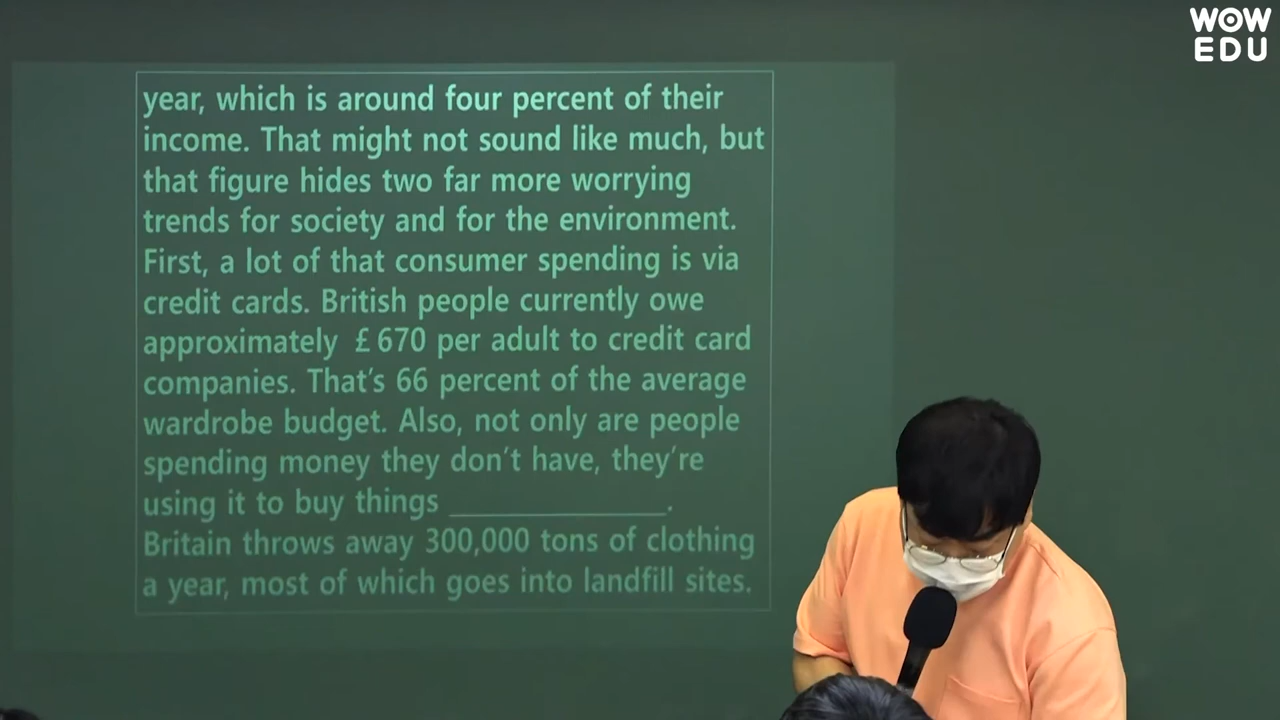 WOW
EDU
year, which is around four percent of their
income. That might not sound like much, but
that figure hides two far more worrying
trends for society and for the environment.
First, a lot of that consumer spending is via
credit cards. British people currently owe
approximately £670 per adult to credit card
companies. That's 66 percent of the average
wardrobe budget. Also, not only are people
spending money they don't have, they're
using it to buy things ______________.
Britain throws away 300,000 tons of clothing
a year, most of which goes into landfill sites.